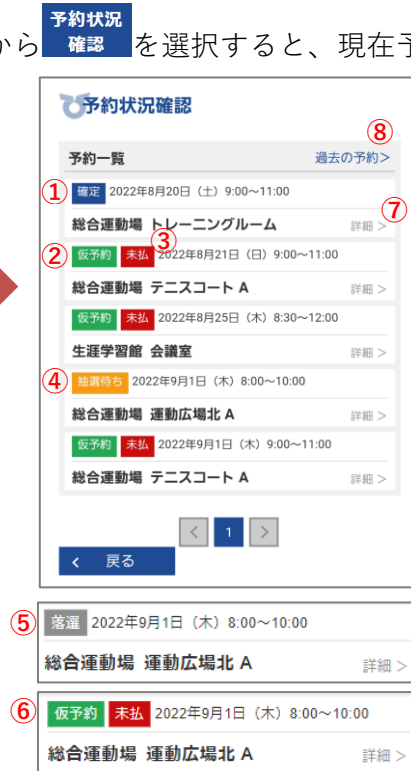 から 予約状況確認 を選択すると、現在予
予約状況確認
⑧
予約一覧 過去の予約>
① 確定 2022年8月20日（土）9:00～11:00
総合運動場 トレーニングルーム 詳細 > ⑦
② 仮予約 未払 ③ 2022年8月21日（日）9:00～11:00
総合運動場 テニスコート A 詳細 >
仮予約 未払 2022年8月25日（木）8:30～12:00
生涯学習館 会議室 詳細 >
④ 抽選待ち 2022年9月1日（木）8:00～10:00
総合運動場 運動広場北 A 詳細 >
仮予約 未払 2022年9月1日（木）9:00～11:00
総合運動場 テニスコート A 詳細 >
< 1 >
< 戻る
⑤ 落選 2022年9月1日（木）8:00～10:00
総合運動場 運動広場北 A 詳細 >
⑥ 仮予約 未払 2022年9月1日（木）8:00～10:00
総合運動場 運動広場北 A 詳細 >